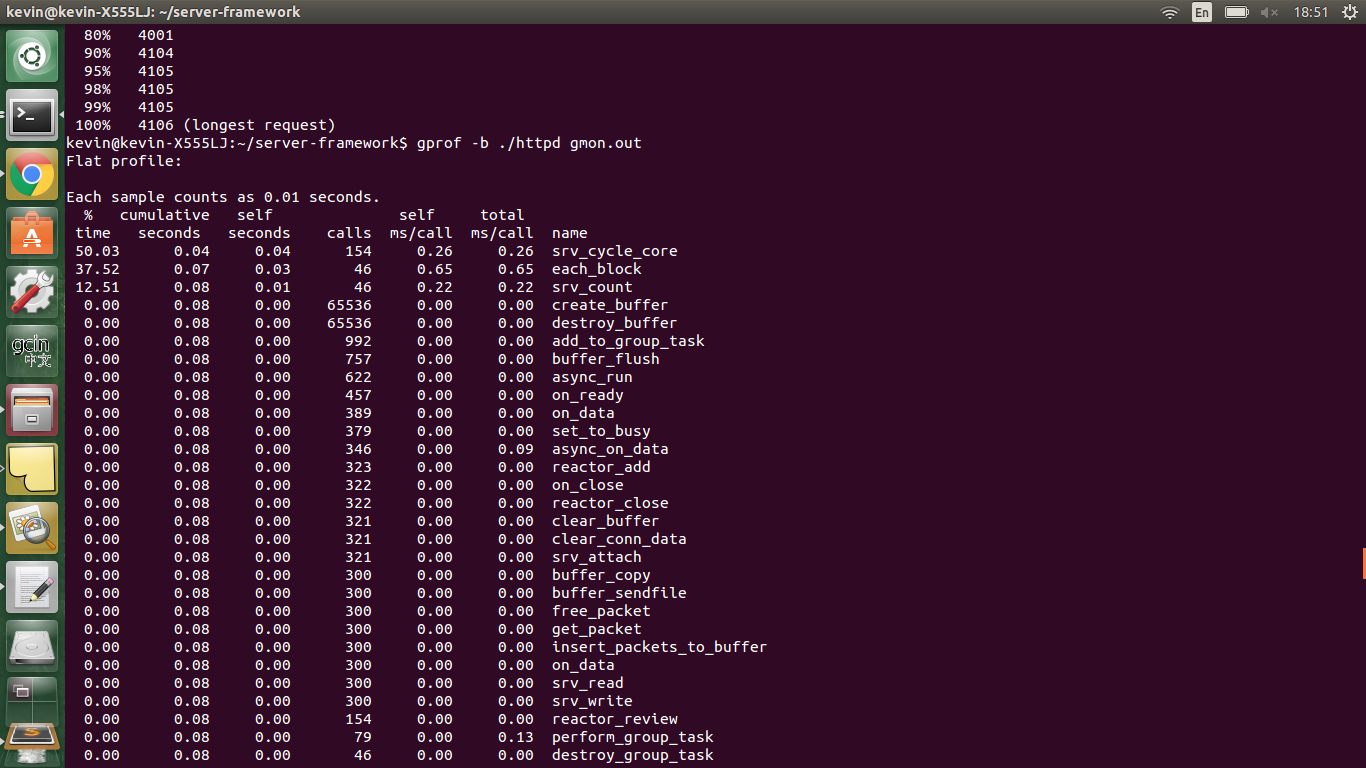 kevin@kevin-X555LJ: ~/server-framework
En
18:51
80% 4001
90% 4104
95% 4105
98% 4105
99% 4105
100% 4106 (longest request)
kevin@kevin-X555LJ:~/server-framework$ gprof -b ./httpd gmon.out
Flat profile:
Each sample counts as 0.01 seconds.
% cumulative self self total
time seconds seconds calls ms/call ms/call name
50.03 0.04 0.04 154 0.26 0.26 srv_cycle_core
37.52 0.07 0.03 46 0.65 0.65 each_block
12.51 0.08 0.01 46 0.22 0.22 srv_count
0.00 0.08 0.00 65536 0.00 0.00 create_buffer
0.00 0.08 0.00 65536 0.00 0.00 destroy_buffer
0.00 0.08 0.00 992 0.00 0.00 add_to_group_task
0.00 0.08 0.00 757 0.00 0.00 buffer_flush
0.00 0.08 0.00 622 0.00 0.00 async_run
0.00 0.08 0.00 457 0.00 0.00 on_ready
0.00 0.08 0.00 389 0.00 0.00 on_data
0.00 0.08 0.00 379 0.00 0.00 set_to_busy
0.00 0.08 0.00 346 0.00 0.09 async_on_data
0.00 0.08 0.00 323 0.00 0.00 reactor_add
0.00 0.08 0.00 322 0.00 0.00 on_close
0.00 0.08 0.00 322 0.00 0.00 reactor_close
0.00 0.08 0.00 321 0.00 0.00 clear_buffer
0.00 0.08 0.00 321 0.00 0.00 clear_conn_data
0.00 0.08 0.00 321 0.00 0.00 srv_attach
0.00 0.08 0.00 300 0.00 0.00 buffer_copy
0.00 0.08 0.00 300 0.00 0.00 buffer_sendfile
0.00 0.08 0.00 300 0.00 0.00 free_packet
0.00 0.08 0.00 300 0.00 0.00 get_packet
0.00 0.08 0.00 300 0.00 0.00 insert_packets_to_buffer
0.00 0.08 0.00 300 0.00 0.00 on_data
0.00 0.08 0.00 300 0.00 0.00 srv_read
0.00 0.08 0.00 300 0.00 0.00 srv_write
0.00 0.08 0.00 154 0.00 0.00 reactor_review
0.00 0.08 0.00 79 0.00 0.13 perform_group_task
0.00 0.08 0.00 46 0.00 0.00 destroy_group_task
gcin
中文